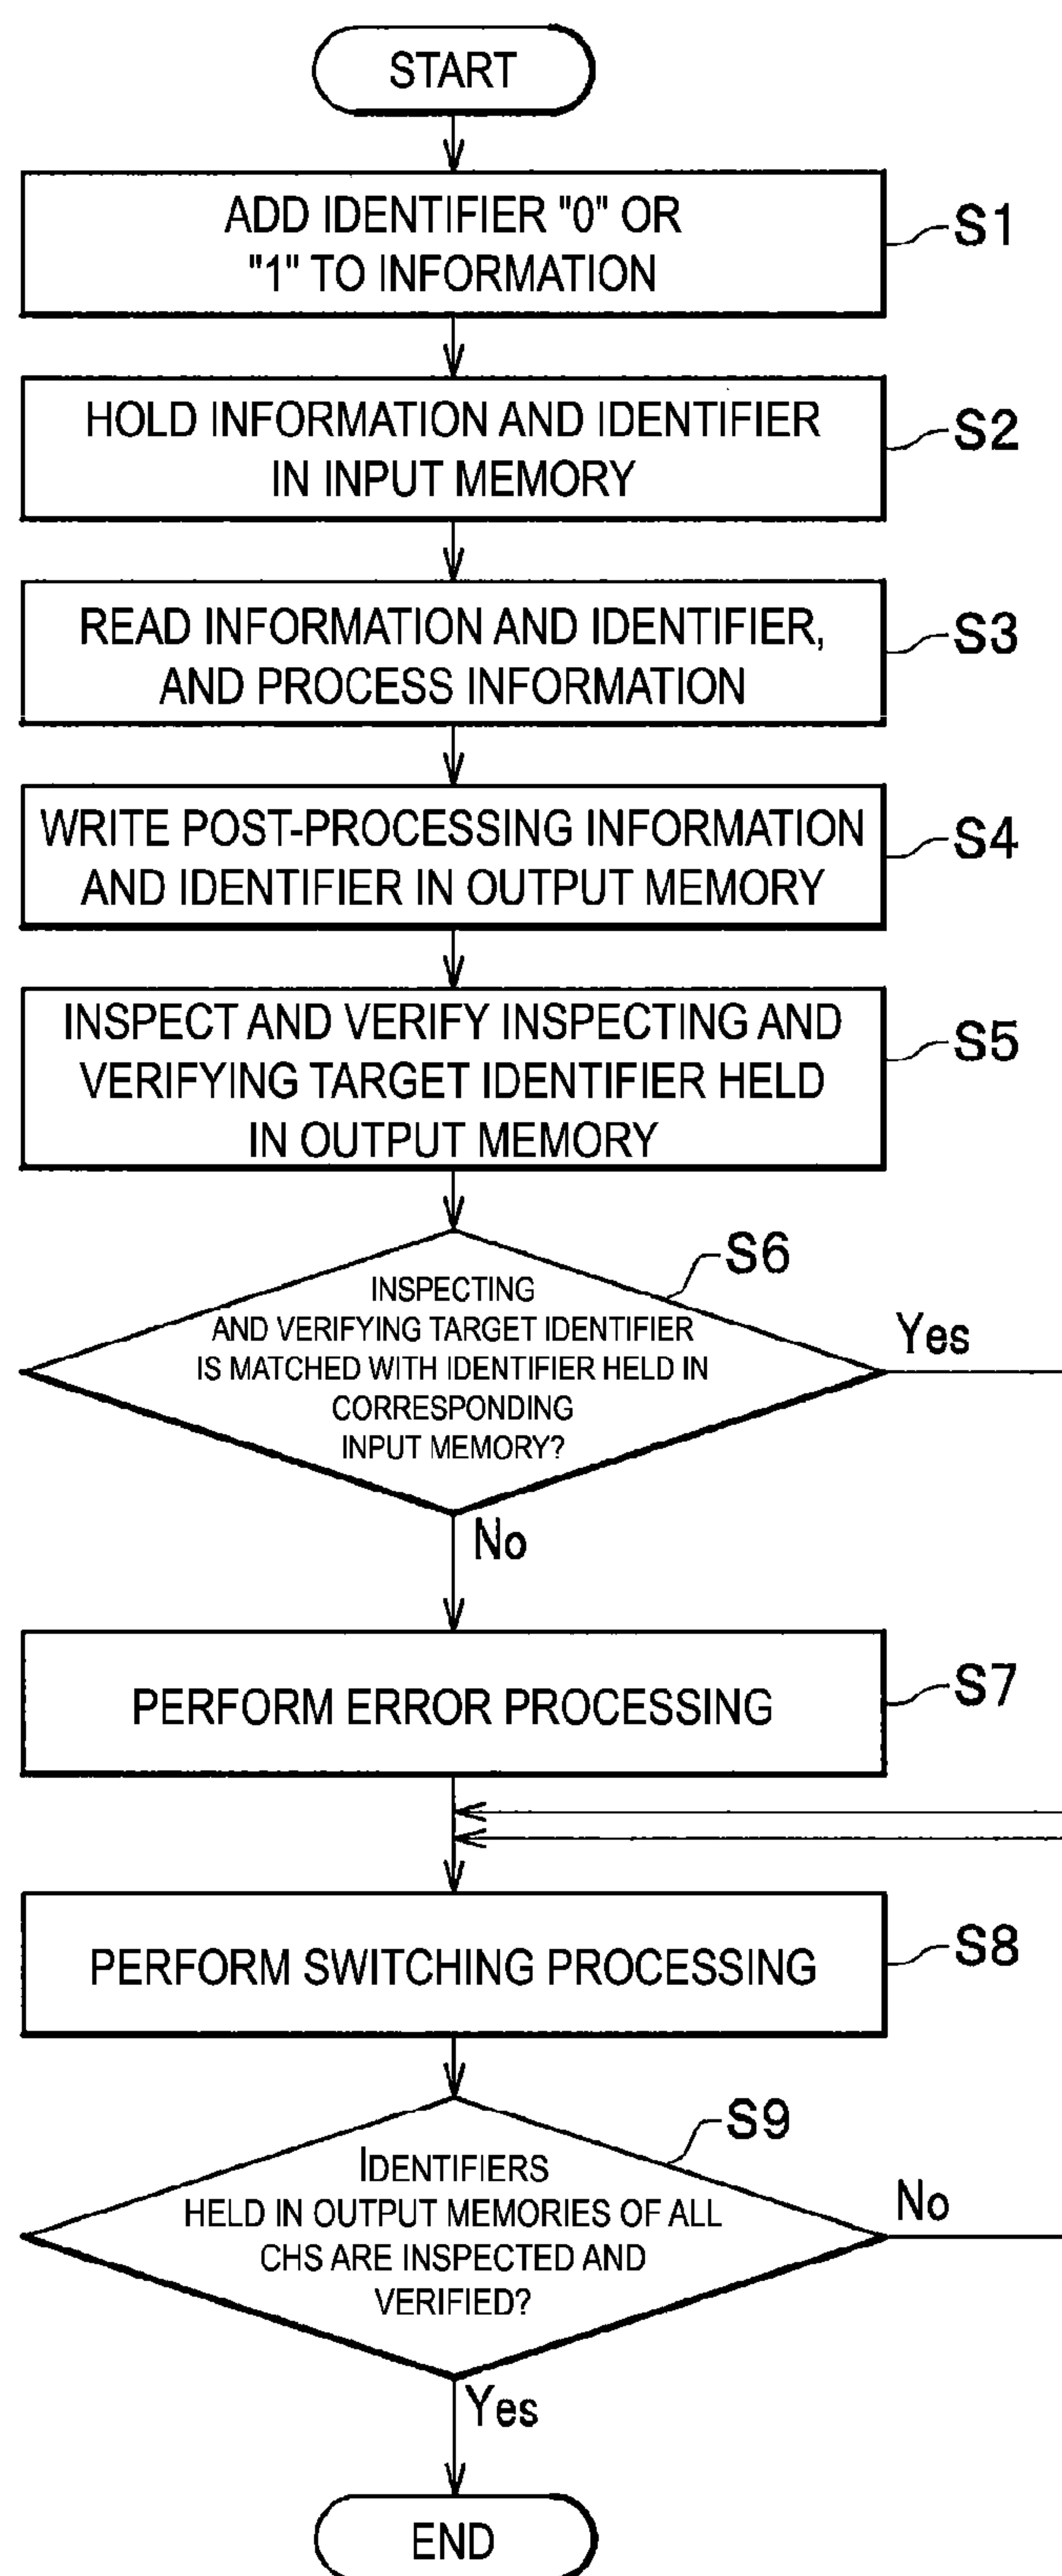 START
ADD IDENTIFIER "0" OR
"1" TO INFORMATION
S1
HOLD INFORMATION AND IDENTIFIER
IN INPUT MEMORY
S2
READ INFORMATION AND IDENTIFIER,
AND PROCESS INFORMATION
S3
WRITE POST-PROCESSING INFORMATION
AND IDENTIFIER IN OUTPUT MEMORY
S4
INSPECT AND VERIFY INSPECTING AND
VERIFYING TARGET IDENTIFIER HELD
IN OUTPUT MEMORY
S5
S6
INSPECTING
AND VERIFYING TARGET IDENTIFIER
IS MATCHED WITH IDENTIFIER HELD IN
CORRESPONDING
INPUT MEMORY?
Yes
No
PERFORM ERROR PROCESSING
S7
PERFORM SWITCHING PROCESSING
S8
S9
IDENTIFIERS
HELD IN OUTPUT MEMORIES OF ALL
CHS ARE INSPECTED AND
VERIFIED?
No
Yes
END